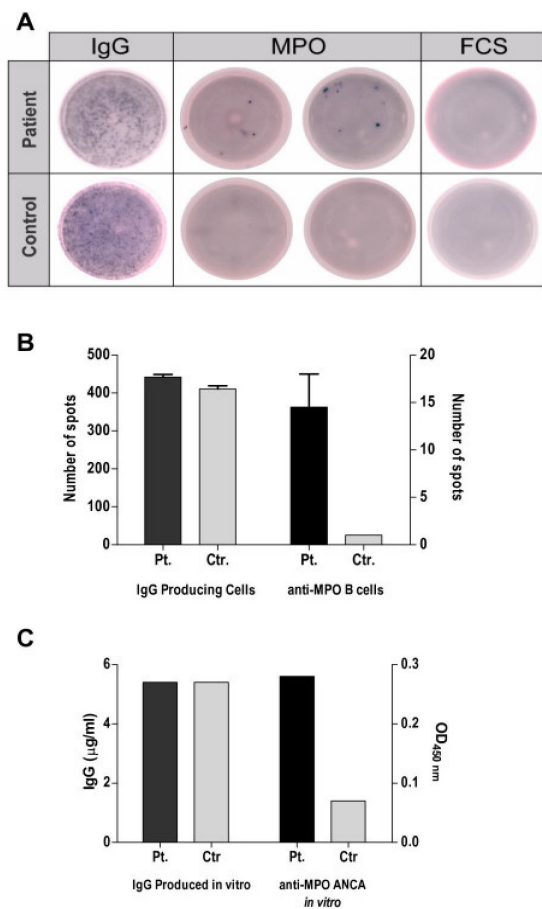 A
IgG MPO FCS
Patient
Control
B
500 20
400 15
300 10
200 5
100 0
0
Number of spots
Number of spots
Pt. Ctr. Pt. Ctr.
IgG Producing Cells anti-MPO B cells
C
6 0.3
4 0.2
2 0.1
0 0.0
IgG (µg/ml)
OD450 nm
Pt. Ctr Pt. Ctr
IgG Produced in vitro anti-MPO ANCA
in vitro